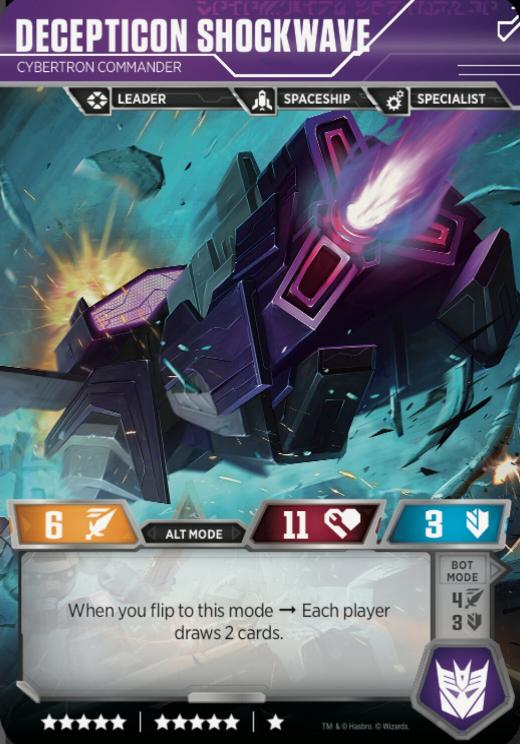 DECEPTICON SHOCKWAVE
CYBERTRON COMMANDER
LEADER SPACESHIP SPECIALIST
6 ALT MODE 11 3
BOT
MODE
4
3
When you flip to this mode → Each player
draws 2 cards.
TM & © Hasbro. © Wizards.